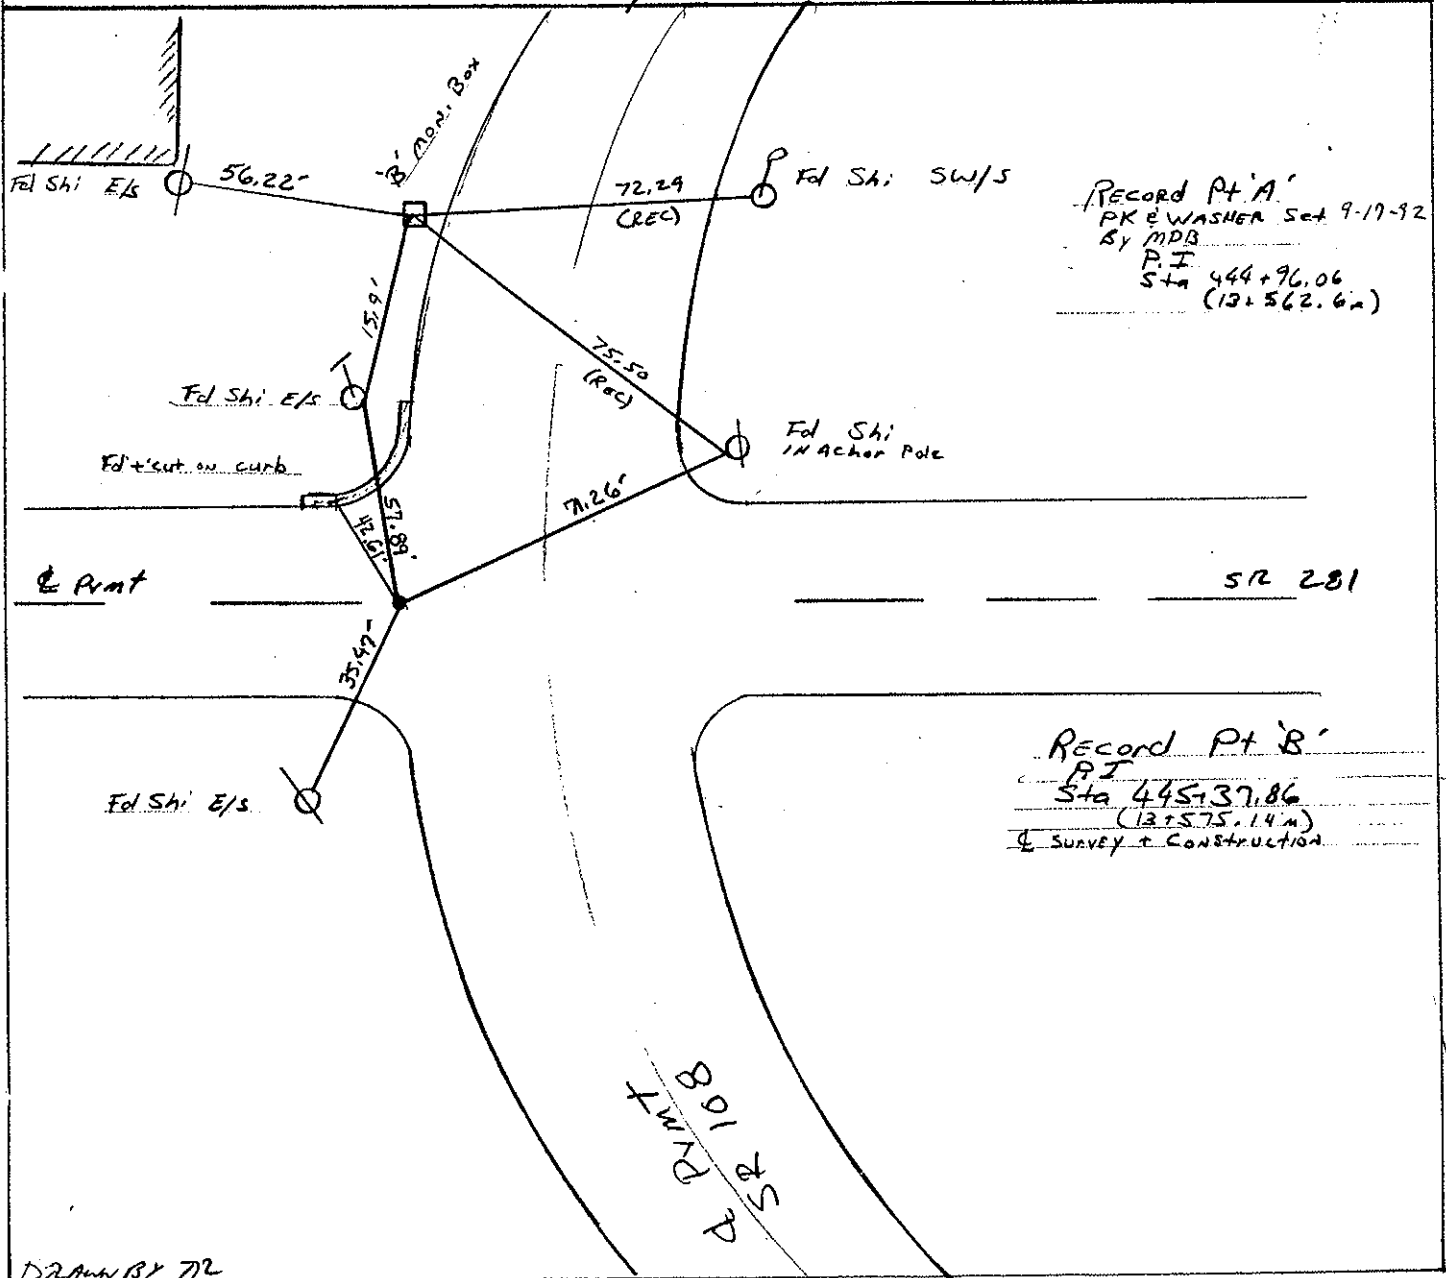 'B' MON. Box
Fd Shi E/s
56.22'
72.29
(REC)
Fd Shi SW/S
RECORD Pt 'A'
PK & WASHER Set 9-17-92
By MDB
P.I
Sta 444+96.06
(13+562.6m)
15.9'
75.50
(REC)
Fd Shi E/s
Fd Shi
IN Achor Pole
Fd '+' cut on curb
71.26'
57.89'
42.61'
℄ Pvmt
SR 281
35.47'
Record Pt 'B'
PI
Sta 445+37.86
(13+575.14m)
℄ Survey + Construction
Fd Shi E/s
℄ Pvmt
SR 108
DRAWN BY